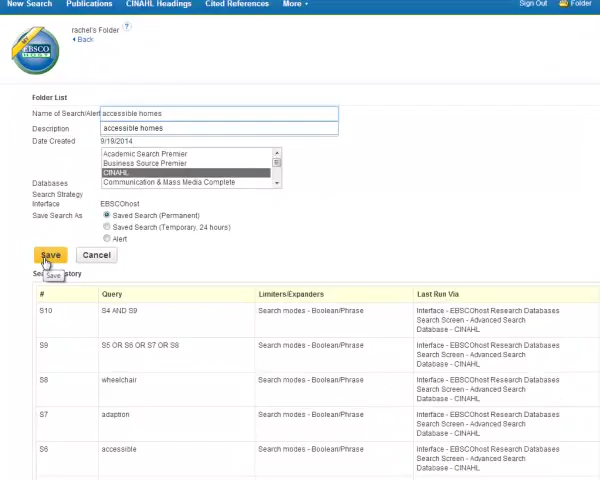 New Search Publications CINAHL Headings Cited References More Sign Out Folder
rachel's Folder ?
Back
MY
EBSCO
HOST
Folder List
Name of Search/Alert accessible homes
Description accessible homes
Date Created 9/19/2014
Academic Search Premier
Business Source Premier
CINAHL
Databases Communication & Mass Media Complete
Search Strategy
Interface EBSCOhost
Save Search As Saved Search (Permanent)
Saved Search (Temporary, 24 hours)
Alert
Save Cancel
Save
Search History
# Query Limiters/Expanders Last Run Via
S10 S4 AND S9 Search modes - Boolean/Phrase Interface - EBSCOhost Research Databases
Search Screen - Advanced Search
Database - CINAHL
S9 S5 OR S6 OR S7 OR S8 Search modes - Boolean/Phrase Interface - EBSCOhost Research Databases
Search Screen - Advanced Search
Database - CINAHL
S8 wheelchair Search modes - Boolean/Phrase Interface - EBSCOhost Research Databases
Search Screen - Advanced Search
Database - CINAHL
S7 adaption Search modes - Boolean/Phrase Interface - EBSCOhost Research Databases
Search Screen - Advanced Search
Database - CINAHL
S6 accessible Search modes - Boolean/Phrase Interface - EBSCOhost Research Databases
Search Screen - Advanced Search
Database - CINAHL